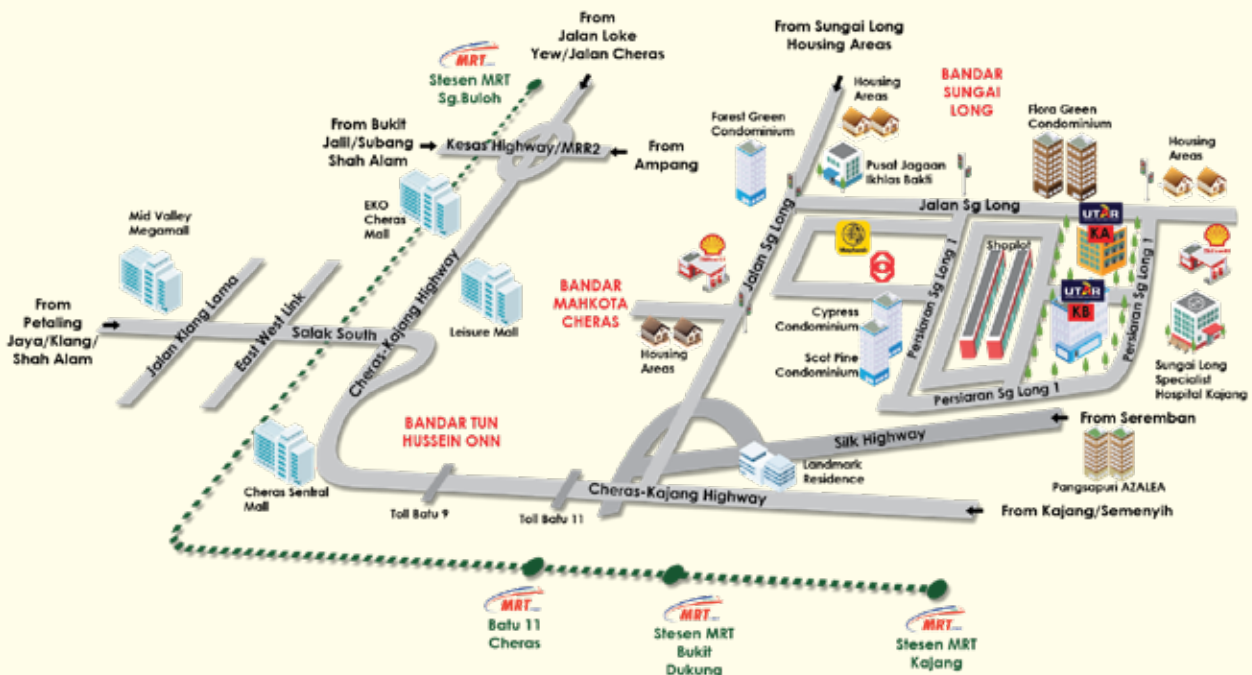 From
Jalan Loke
Yew/Jalan Cheras
From Sungai Long
Housing Areas
MRT
Stesen MRT
Sg.Buloh
BANDAR
SUNGAI
LONG
Housing
Areas
Forest Green
Condominium
Flora Green
Condominium
From Bukit
Jalil/Subang
Shah Alam
Kesas Highway/MRR2
From
Ampang
Pusat Jagaan
Ikhlas Bakti
Housing
Areas
EKO
Cheras
Mall
Mid Valley
Megamall
Jalan Sg Long
UTAR
KA
Jalan Sg Long
Shoplot
Cheras-Kajang Highway
BANDAR
MAHKOTA
CHERAS
Persiaran Sg Long 1
UTAR
KB
Persiaran Sg Long 1
From
Petaling
Jaya/Klang/
Shah Alam
Jalan Klang Lama
East West Link
Salak South
Leisure Mall
Cypress
Condominium
Housing
Areas
Scot Pine
Condominium
Sungai Long
Specialist
Hospital Kajang
Persiaran Sg Long 1
BANDAR TUN
HUSSEIN ONN
From Seremban
Silk Highway
Landmark
Residence
Pangsapuri AZALEA
Cheras Sentral
Mall
Toll Batu 9
Toll Batu 11
Cheras-Kajang Highway
From Kajang/Semenyih
MRT
Batu 11
Cheras
MRT
Stesen MRT
Bukit
Dukung
MRT
Stesen MRT
Kajang